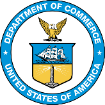 DEPARTMENT OF COMMERCE
UNITED STATES OF AMERICA